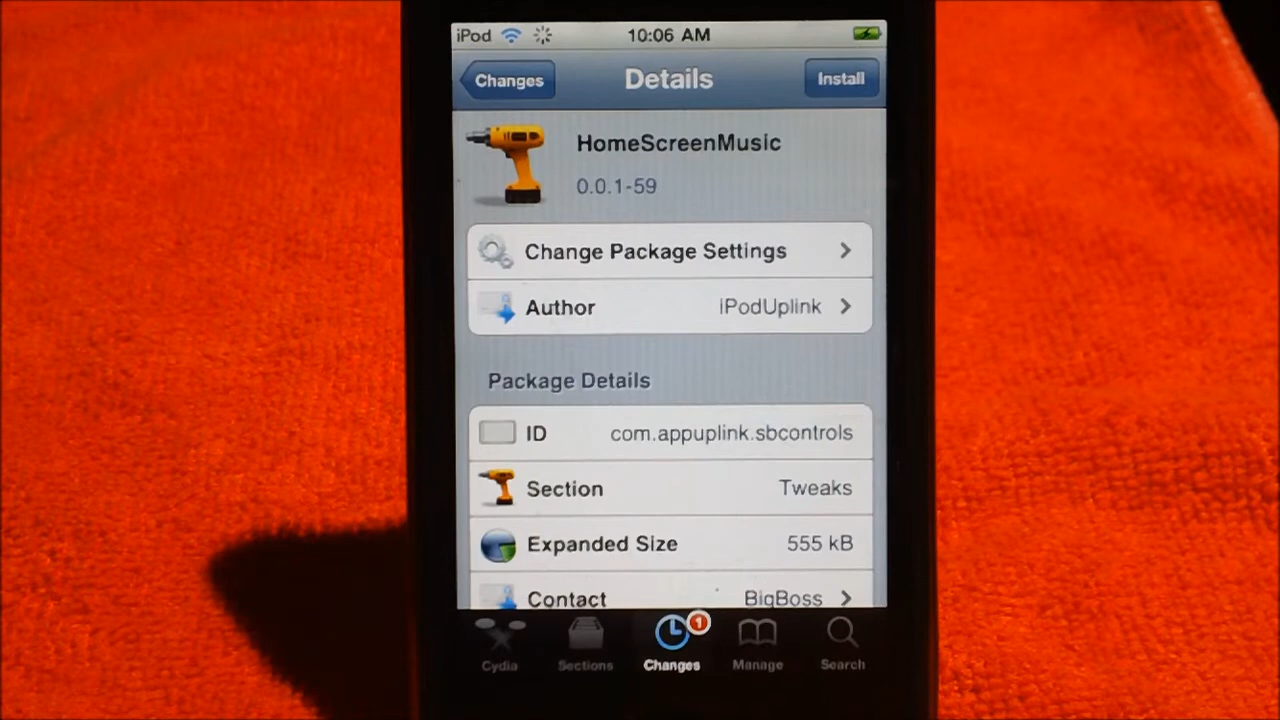 iPod 10:06 AM
Changes Details Install
HomeScreenMusic
0.0.1-59
Change Package Settings
Author iPodUplink
Package Details
ID com.appuplink.sbcontrols
Section Tweaks
Expanded Size 555 kB
Contact BigBoss
1
Cydia Sections Changes Manage Search